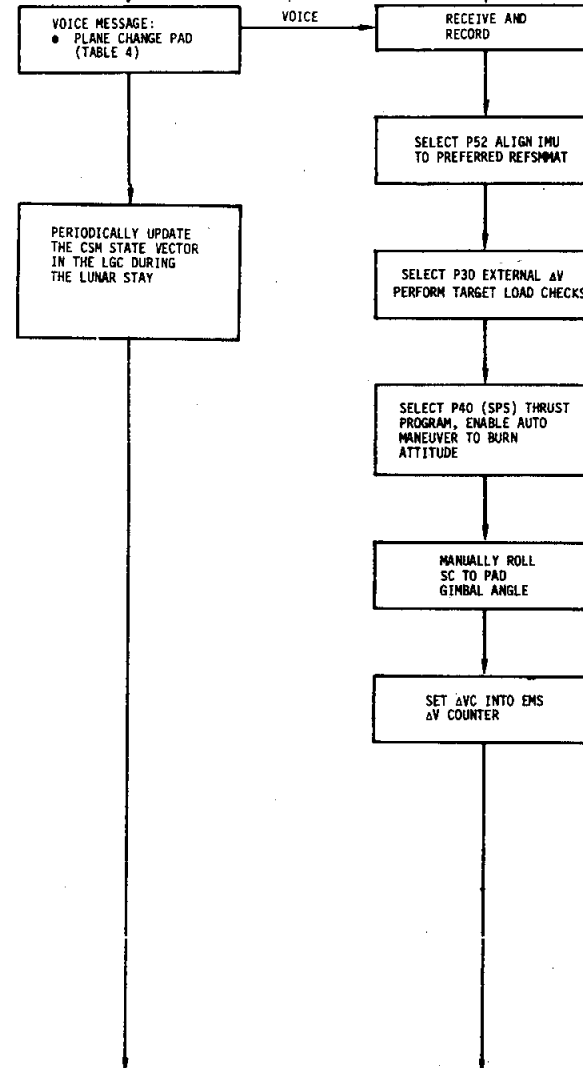 VOICE MESSAGE:
● PLANE CHANGE PAD
(TABLE 4)
VOICE
RECEIVE AND
RECORD
SELECT P52 ALIGN IMU
TO PREFERRED REFSMMAT
PERIODICALLY UPDATE
THE CSM STATE VECTOR
IN THE LGC DURING
THE LUNAR STAY
SELECT P30 EXTERNAL ΔV
PERFORM TARGET LOAD CHECKS
SELECT P40 (SPS) THRUST
PROGRAM, ENABLE AUTO
MANEUVER TO BURN
ATTITUDE
MANUALLY ROLL
SC TO PAD
GIMBAL ANGLE
SET ΔVC INTO EMS
ΔV COUNTER